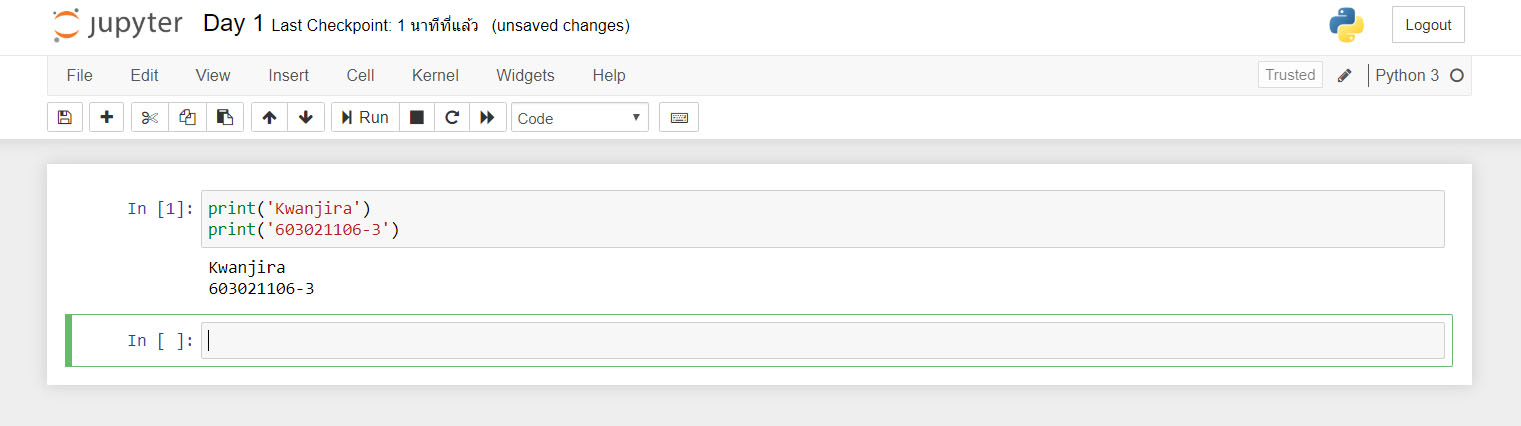 jupyter Day 1 Last Checkpoint: 1 นาทีที่แล้ว (unsaved changes) Logout
File Edit View Insert Cell Kernel Widgets Help Trusted Python 3
Run Code
In [1]: print('Kwanjira')
print('603021106-3')
Kwanjira
603021106-3
In [ ]: